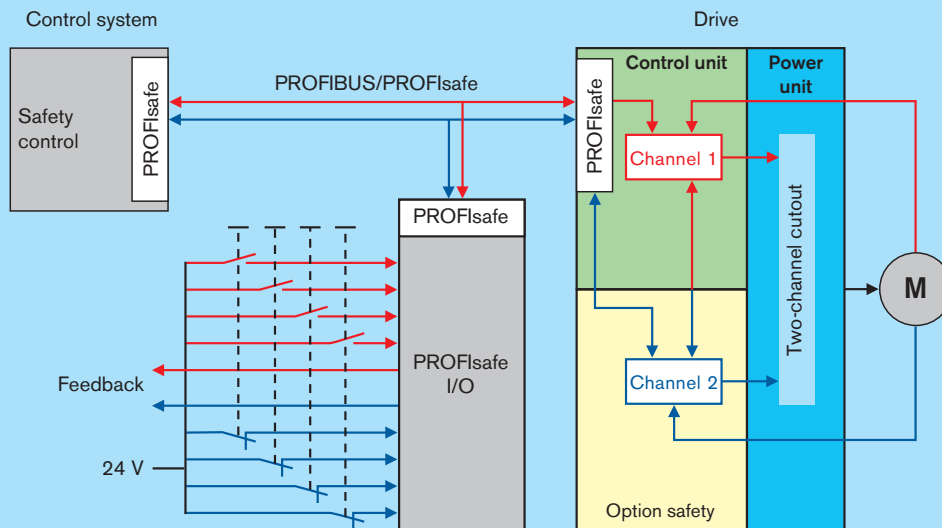 Control system
Drive
Safety
control
PROFIsafe
PROFIBUS/PROFIsafe
PROFIsafe
Control unit
Power
unit
Channel 1
Two-channel cutout
M
PROFIsafe
PROFIsafe
I/O
Feedback
24 V
Channel 2
Option safety